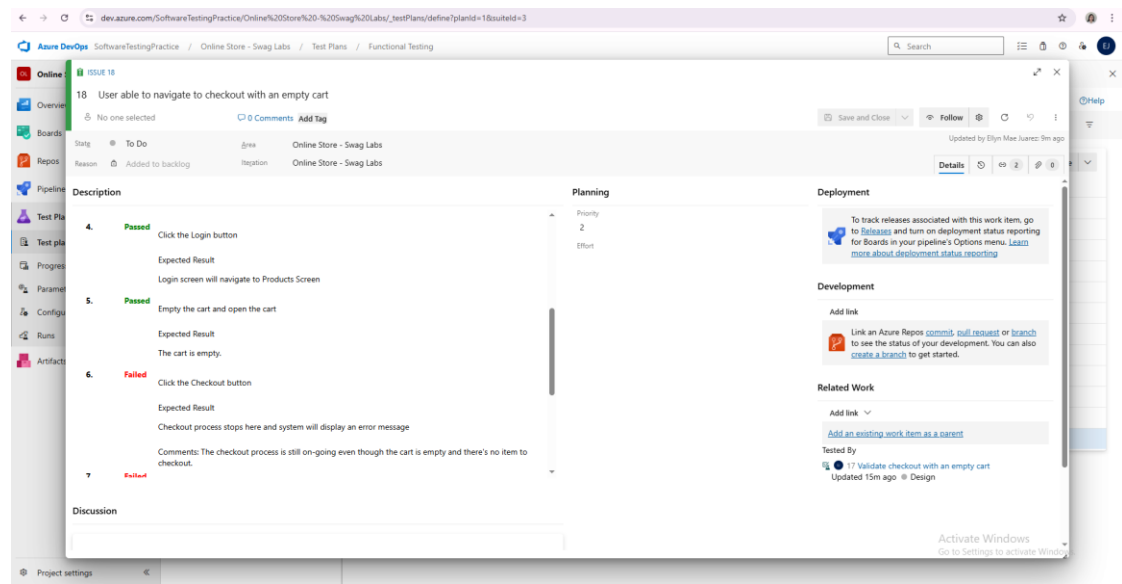 dev.azure.com/SoftwareTestingPractice/Online%20Store%20-%20Swag%20Labs/_testPlans/define?planId=18&suiteId=3
Azure DevOps SoftwareTestingPractice / Online Store - Swag Labs / Test Plans / Functional Testing
Search
EJ
OL Online
Overvie
Boards
Repos
Pipeline
Test Pla
Test pla
Progres
Paramet
Configu
Runs
Artifacts
Project settings
Help
ISSUE 18
18 User able to navigate to checkout with an empty cart
No one selected
0 Comments Add Tag
Save and Close
Follow
State To Do
Area Online Store - Swag Labs
Updated by Ellyn Mae Juarez: 9m ago
Reason Added to backlog
Iteration Online Store - Swag Labs
Details 2 0
Description
4. Passed
Click the Login button
Expected Result
Login screen will navigate to Products Screen
5. Passed
Empty the cart and open the cart
Expected Result
The cart is empty.
6. Failed
Click the Checkout button
Expected Result
Checkout process stops here and system will display an error message
Comments: The checkout process is still on-going even though the cart is empty and there's no item to
checkout.
7 Failed
Discussion
Planning
Priority
2
Effort
Deployment
To track releases associated with this work item, go
to Releases and turn on deployment status reporting
for Boards in your pipeline's Options menu. Learn
more about deployment status reporting
Development
Add link
Link an Azure Repos commit, pull request or branch
to see the status of your development. You can also
create a branch to get started.
Related Work
Add link
Add an existing work item as a parent
Tested By
17 Validate checkout with an empty cart
Updated 15m ago Design
Activate Windows
Go to Settings to activate Windo